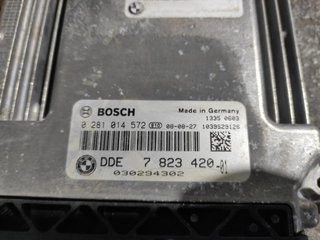 BOSCH
Made in Germany
1335 0603
0 281 014 572 08-08-27 1039S29126
DDE 7 823 420-01
030294302